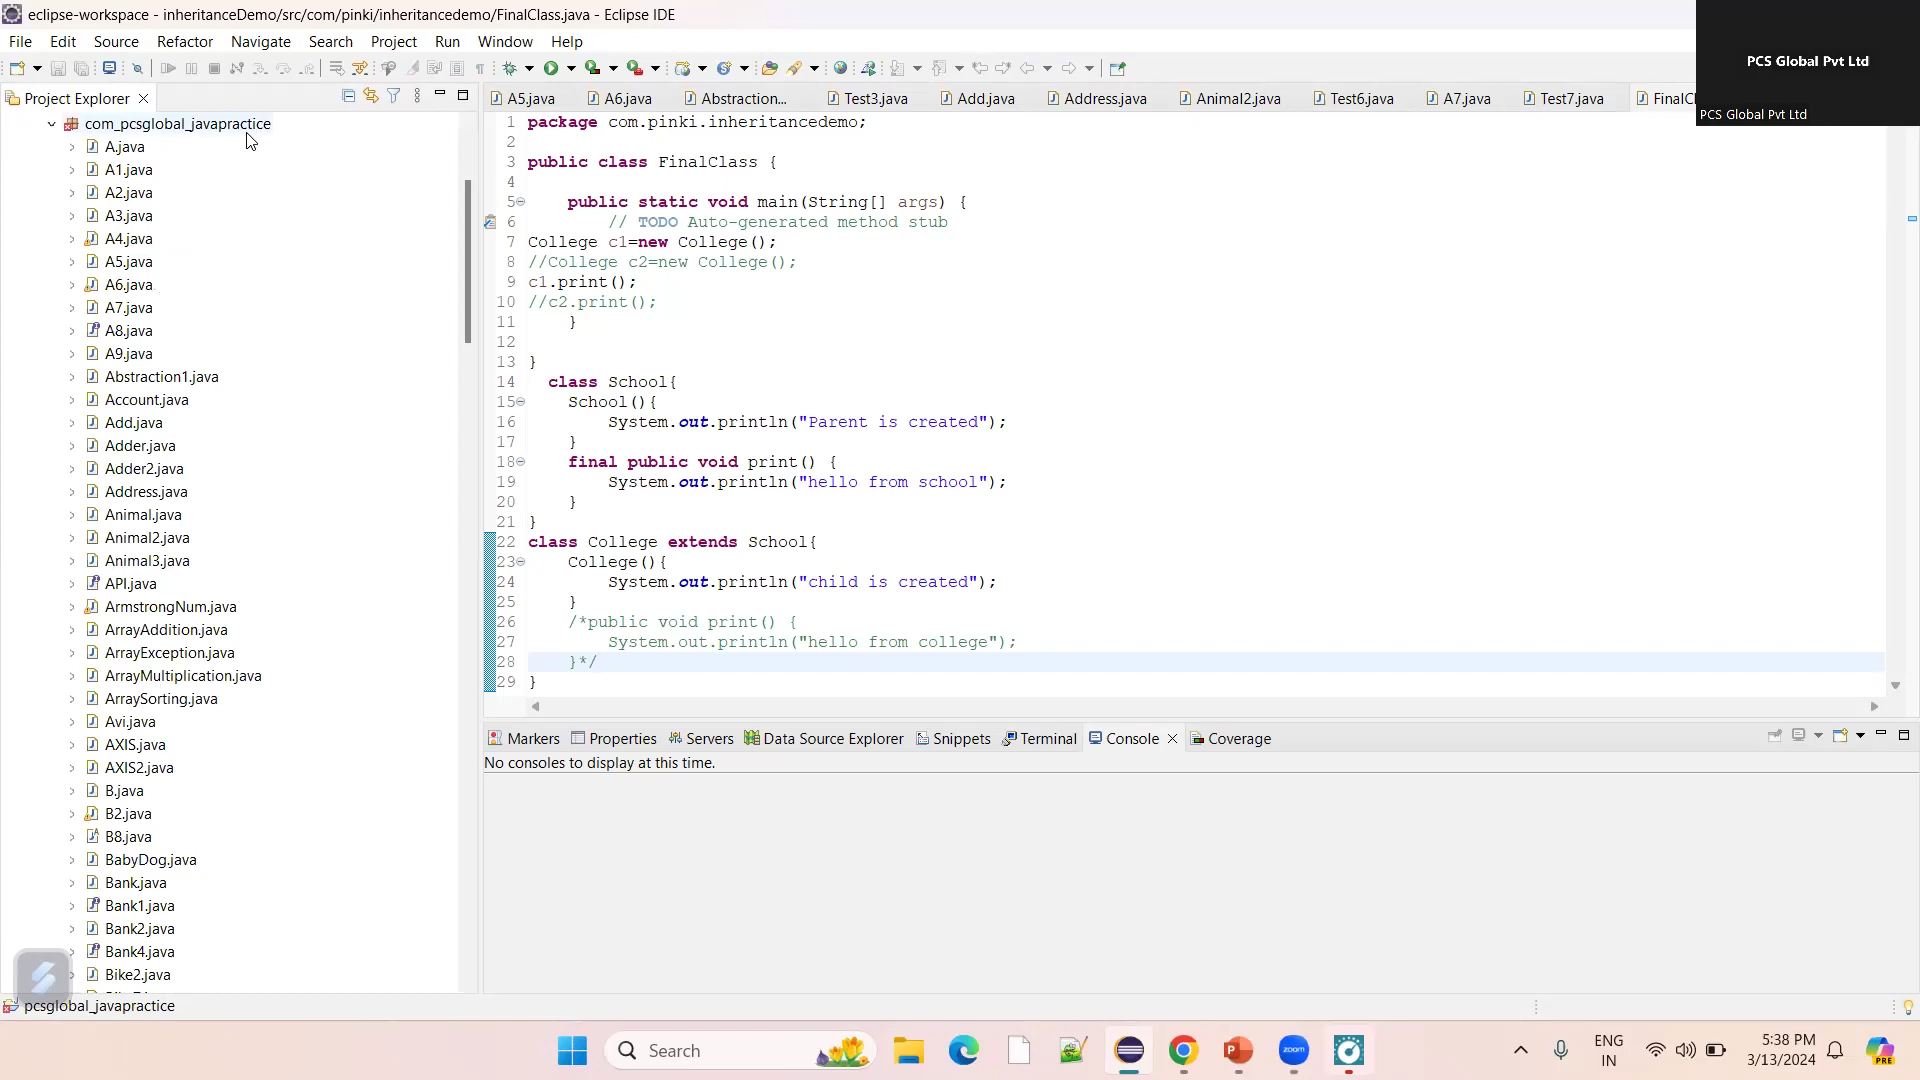 eclipse-workspace - inheritanceDemo/src/com/pinki/inheritancedemo/FinalClass.java - Eclipse IDE
File Edit Source Refactor Navigate Search Project Run Window Help
PCS Global Pvt Ltd
PCS Global Pvt Ltd
Project Explorer
A5.java A6.java Abstraction... Test3.java Add.java Address.java Animal2.java Test6.java A7.java Test7.java FinalCl
com_pcsglobal_javapractice
A.java
A1.java
A2.java
A3.java
A4.java
A5.java
A6.java
A7.java
A8.java
A9.java
Abstraction1.java
Account.java
Add.java
Adder.java
Adder2.java
Address.java
Animal.java
Animal2.java
Animal3.java
API.java
ArmstrongNum.java
ArrayAddition.java
ArrayException.java
ArrayMultiplication.java
ArraySorting.java
Avi.java
AXIS.java
AXIS2.java
B.java
B2.java
B8.java
BabyDog.java
Bank.java
Bank1.java
Bank2.java
Bank4.java
Bike2.java
1 package com.pinki.inheritancedemo;
2
3 public class FinalClass {
4
5 public static void main(String[] args) {
6 // TODO Auto-generated method stub
7 College c1=new College();
8 //College c2=new College();
9 c1.print();
10 //c2.print();
11 }
12
13 }
14 class School{
15 School(){
16 System.out.println("Parent is created");
17 }
18 final public void print() {
19 System.out.println("hello from school");
20 }
21 }
22 class College extends School{
23 College(){
24 System.out.println("child is created");
25 }
26 /*public void print() {
27 System.out.println("hello from college");
28 }*/
29 }
Markers Properties Servers Data Source Explorer Snippets Terminal Console Coverage
No consoles to display at this time.
pcsglobal_javapractice
Search
zoom
ENG
IN
5:38 PM
3/13/2024
PRE